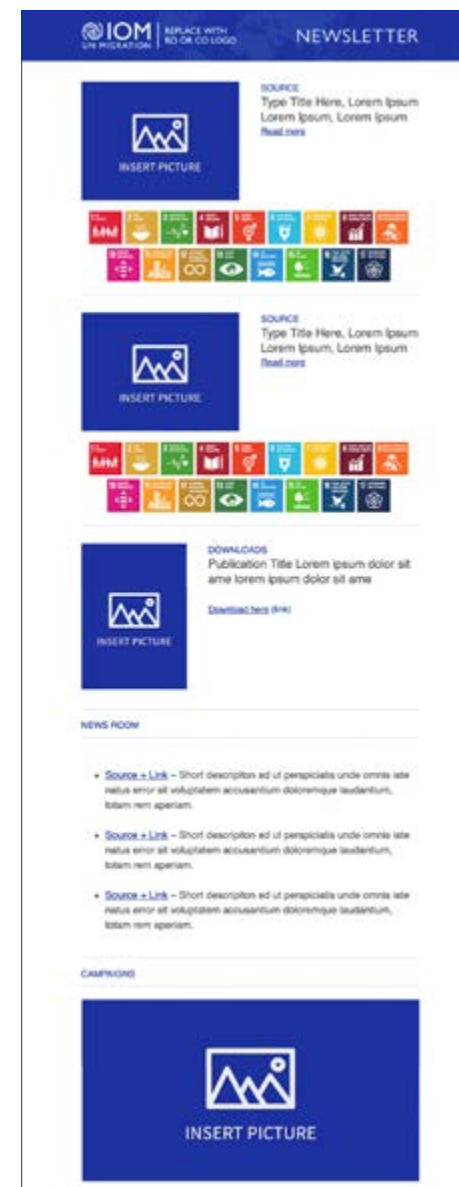 IOM
UN MIGRATION
REPLACE WITH
RO OR CO LOGO
NEWSLETTER
INSERT PICTURE
SOURCE
Type Title Here, Lorem Ipsum
Lorem Ipsum, Lorem Ipsum
Read more
INSERT PICTURE
SOURCE
Type Title Here, Lorem Ipsum
Lorem Ipsum, Lorem Ipsum
Read more
INSERT PICTURE
DOWNLOADS
Publication Title Lorem ipsum dolor sit
ame lorem ipsum dolor sit ame
Download here (link)
NEWS ROOM
• Source + Link – Short descripiton ed ut perspiciatis unde omnis iste
natus error sit voluptatem accusantium doloremque laudantium,
totam rem aperiam.
• Source + Link – Short descripiton ed ut perspiciatis unde omnis iste
natus error sit voluptatem accusantium doloremque laudantium,
totam rem aperiam.
• Source + Link – Short descripiton ed ut perspiciatis unde omnis iste
natus error sit voluptatem accusantium doloremque laudantium,
totam rem aperiam.
CAMPAIGNS
INSERT PICTURE